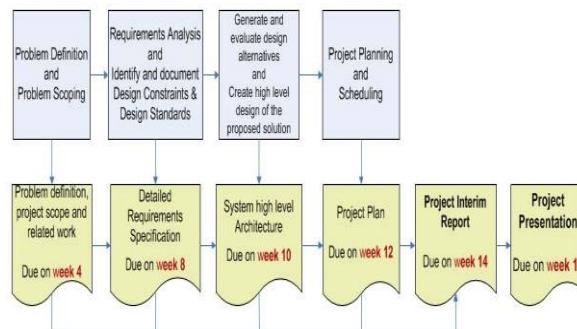 Problem Definition
and
Problem Scoping
Requirements Analysis
and
Identify and document
Design Constraints &
Design Standards
Generate and
evaluate design
alternatives
and
Create high level
design of the
proposed solution
Project Planning
and
Scheduling
Problem definition,
project scope and
related work
Due on week 4
Detailed
Requirements
Specification
Due on week 8
System high level
Architecture
Due on week 10
Project Plan
Due on week 12
Project Interim
Report
Due on week 14
Project
Presentation
Due on week